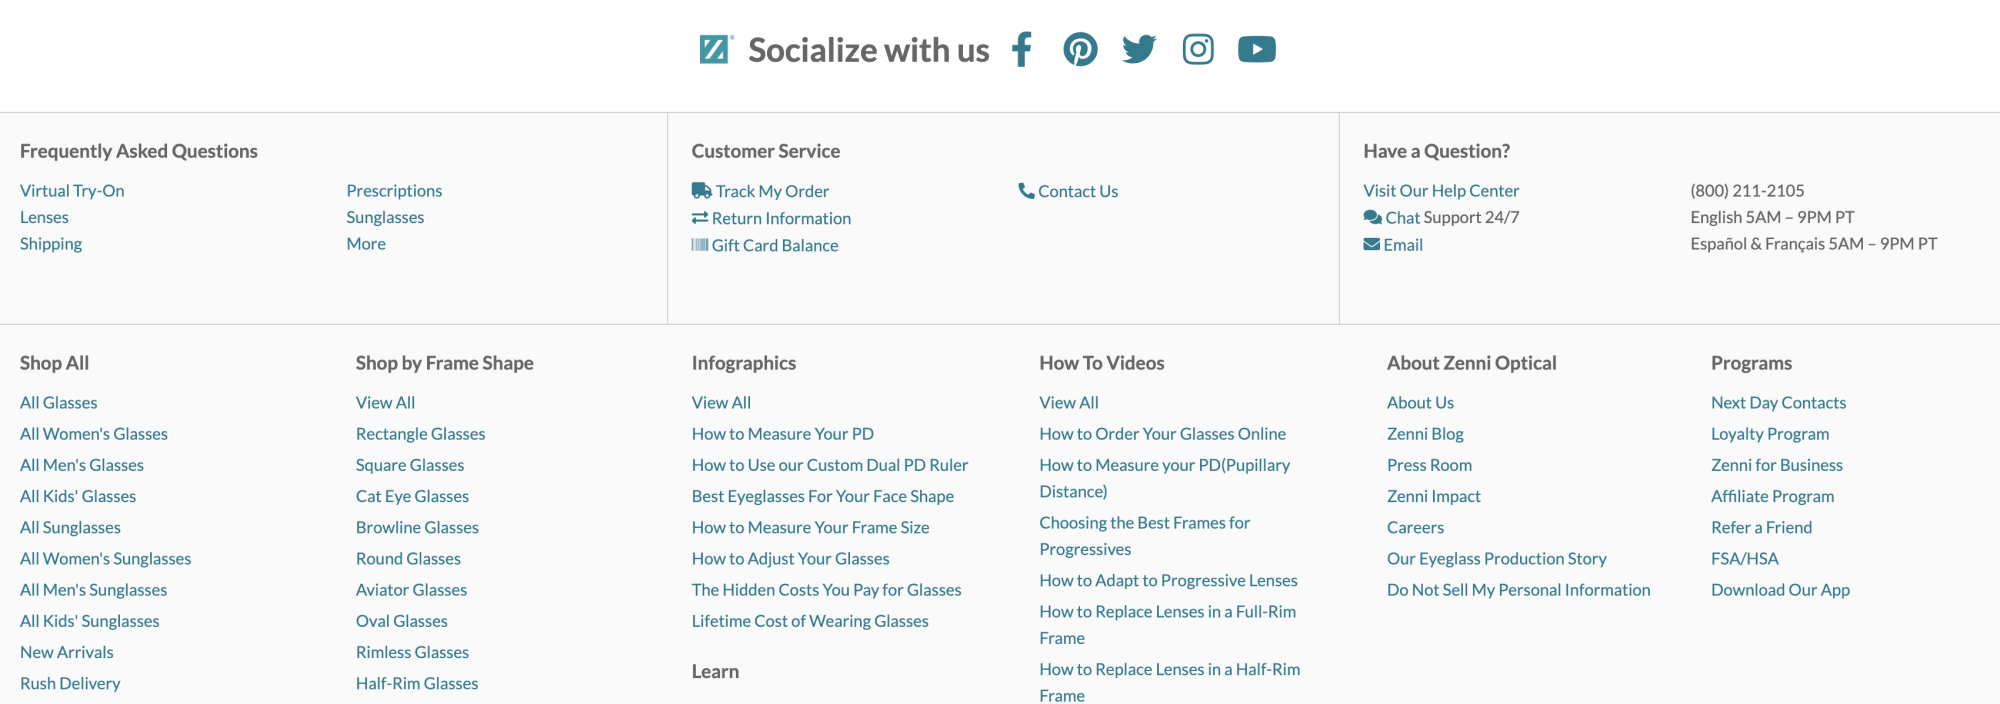 Socialize with us
Frequently Asked Questions
Virtual Try-On
Lenses
Shipping
Prescriptions
Sunglasses
More
Customer Service
Track My Order
Return Information
Gift Card Balance
Contact Us
Have a Question?
Visit Our Help Center
Chat Support 24/7
Email
(800) 211-2105
English 5AM – 9PM PT
Español & Français 5AM – 9PM PT
Shop All
All Glasses
All Women's Glasses
All Men's Glasses
All Kids' Glasses
All Sunglasses
All Women's Sunglasses
All Men's Sunglasses
All Kids' Sunglasses
New Arrivals
Rush Delivery
Shop by Frame Shape
View All
Rectangle Glasses
Square Glasses
Cat Eye Glasses
Browline Glasses
Round Glasses
Aviator Glasses
Oval Glasses
Rimless Glasses
Half-Rim Glasses
Infographics
View All
How to Measure Your PD
How to Use our Custom Dual PD Ruler
Best Eyeglasses For Your Face Shape
How to Measure Your Frame Size
How to Adjust Your Glasses
The Hidden Costs You Pay for Glasses
Lifetime Cost of Wearing Glasses
Learn
How To Videos
View All
How to Order Your Glasses Online
How to Measure your PD(Pupillary
Distance)
Choosing the Best Frames for
Progressives
How to Adapt to Progressive Lenses
How to Replace Lenses in a Full-Rim
Frame
How to Replace Lenses in a Half-Rim
Frame
About Zenni Optical
About Us
Zenni Blog
Press Room
Zenni Impact
Careers
Our Eyeglass Production Story
Do Not Sell My Personal Information
Programs
Next Day Contacts
Loyalty Program
Zenni for Business
Affiliate Program
Refer a Friend
FSA/HSA
Download Our App